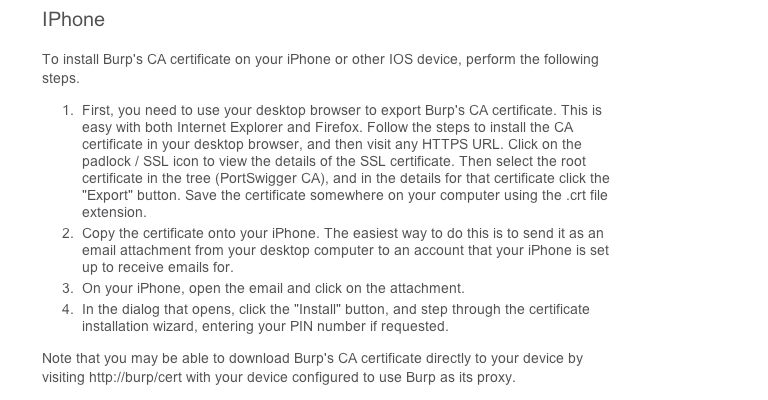 IPhone
To install Burp's CA certificate on your iPhone or other IOS device, perform the following
steps.
1. First, you need to use your desktop browser to export Burp's CA certificate. This is
easy with both Internet Explorer and Firefox. Follow the steps to install the CA
certificate in your desktop browser, and then visit any HTTPS URL. Click on the
padlock / SSL icon to view the details of the SSL certificate. Then select the root
certificate in the tree (PortSwigger CA), and in the details for that certificate click the
"Export" button. Save the certificate somewhere on your computer using the .crt file
extension.
2. Copy the certificate onto your iPhone. The easiest way to do this is to send it as an
email attachment from your desktop computer to an account that your iPhone is set
up to receive emails for.
3. On your iPhone, open the email and click on the attachment.
4. In the dialog that opens, click the "Install" button, and step through the certificate
installation wizard, entering your PIN number if requested.
Note that you may be able to download Burp's CA certificate directly to your device by
visiting http://burp/cert with your device configured to use Burp as its proxy.